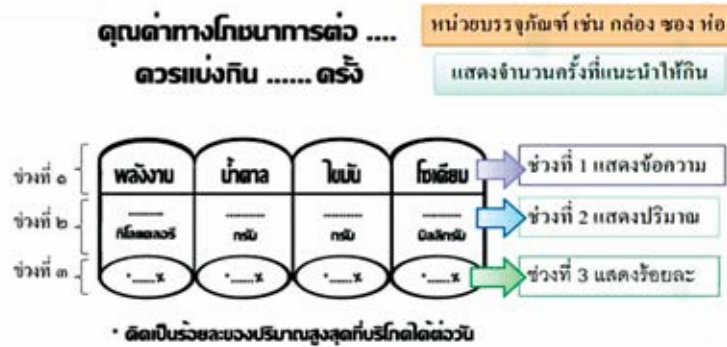 คุณค่าทางโภชนาการต่อ ....
หน่วยบรรจุภัณฑ์ เช่น กล่อง ซอง ห่อ
ควรแบ่งกิน ...... ครั้ง
แสดงจำนวนครั้งที่แนะนำให้กิน
ช่วงที่ ๑ พลังงาน น้ำตาล ไขมัน โซเดียม ช่วงที่ 1 แสดงข้อความ
ช่วงที่ ๒ ......... ......... ......... ......... ช่วงที่ 2 แสดงปริมาณ
กิโลแคลอรี กรัม กรัม มิลลิกรัม
ช่วงที่ ๓ *......% *......% *......% *......% ช่วงที่ 3 แสดงร้อยละ
* คิดเป็นร้อยละของปริมาณสูงสุดที่บริโภคได้ต่อวัน